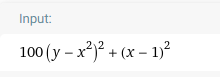 Input:
100 (y − x²)² + (x − 1)²